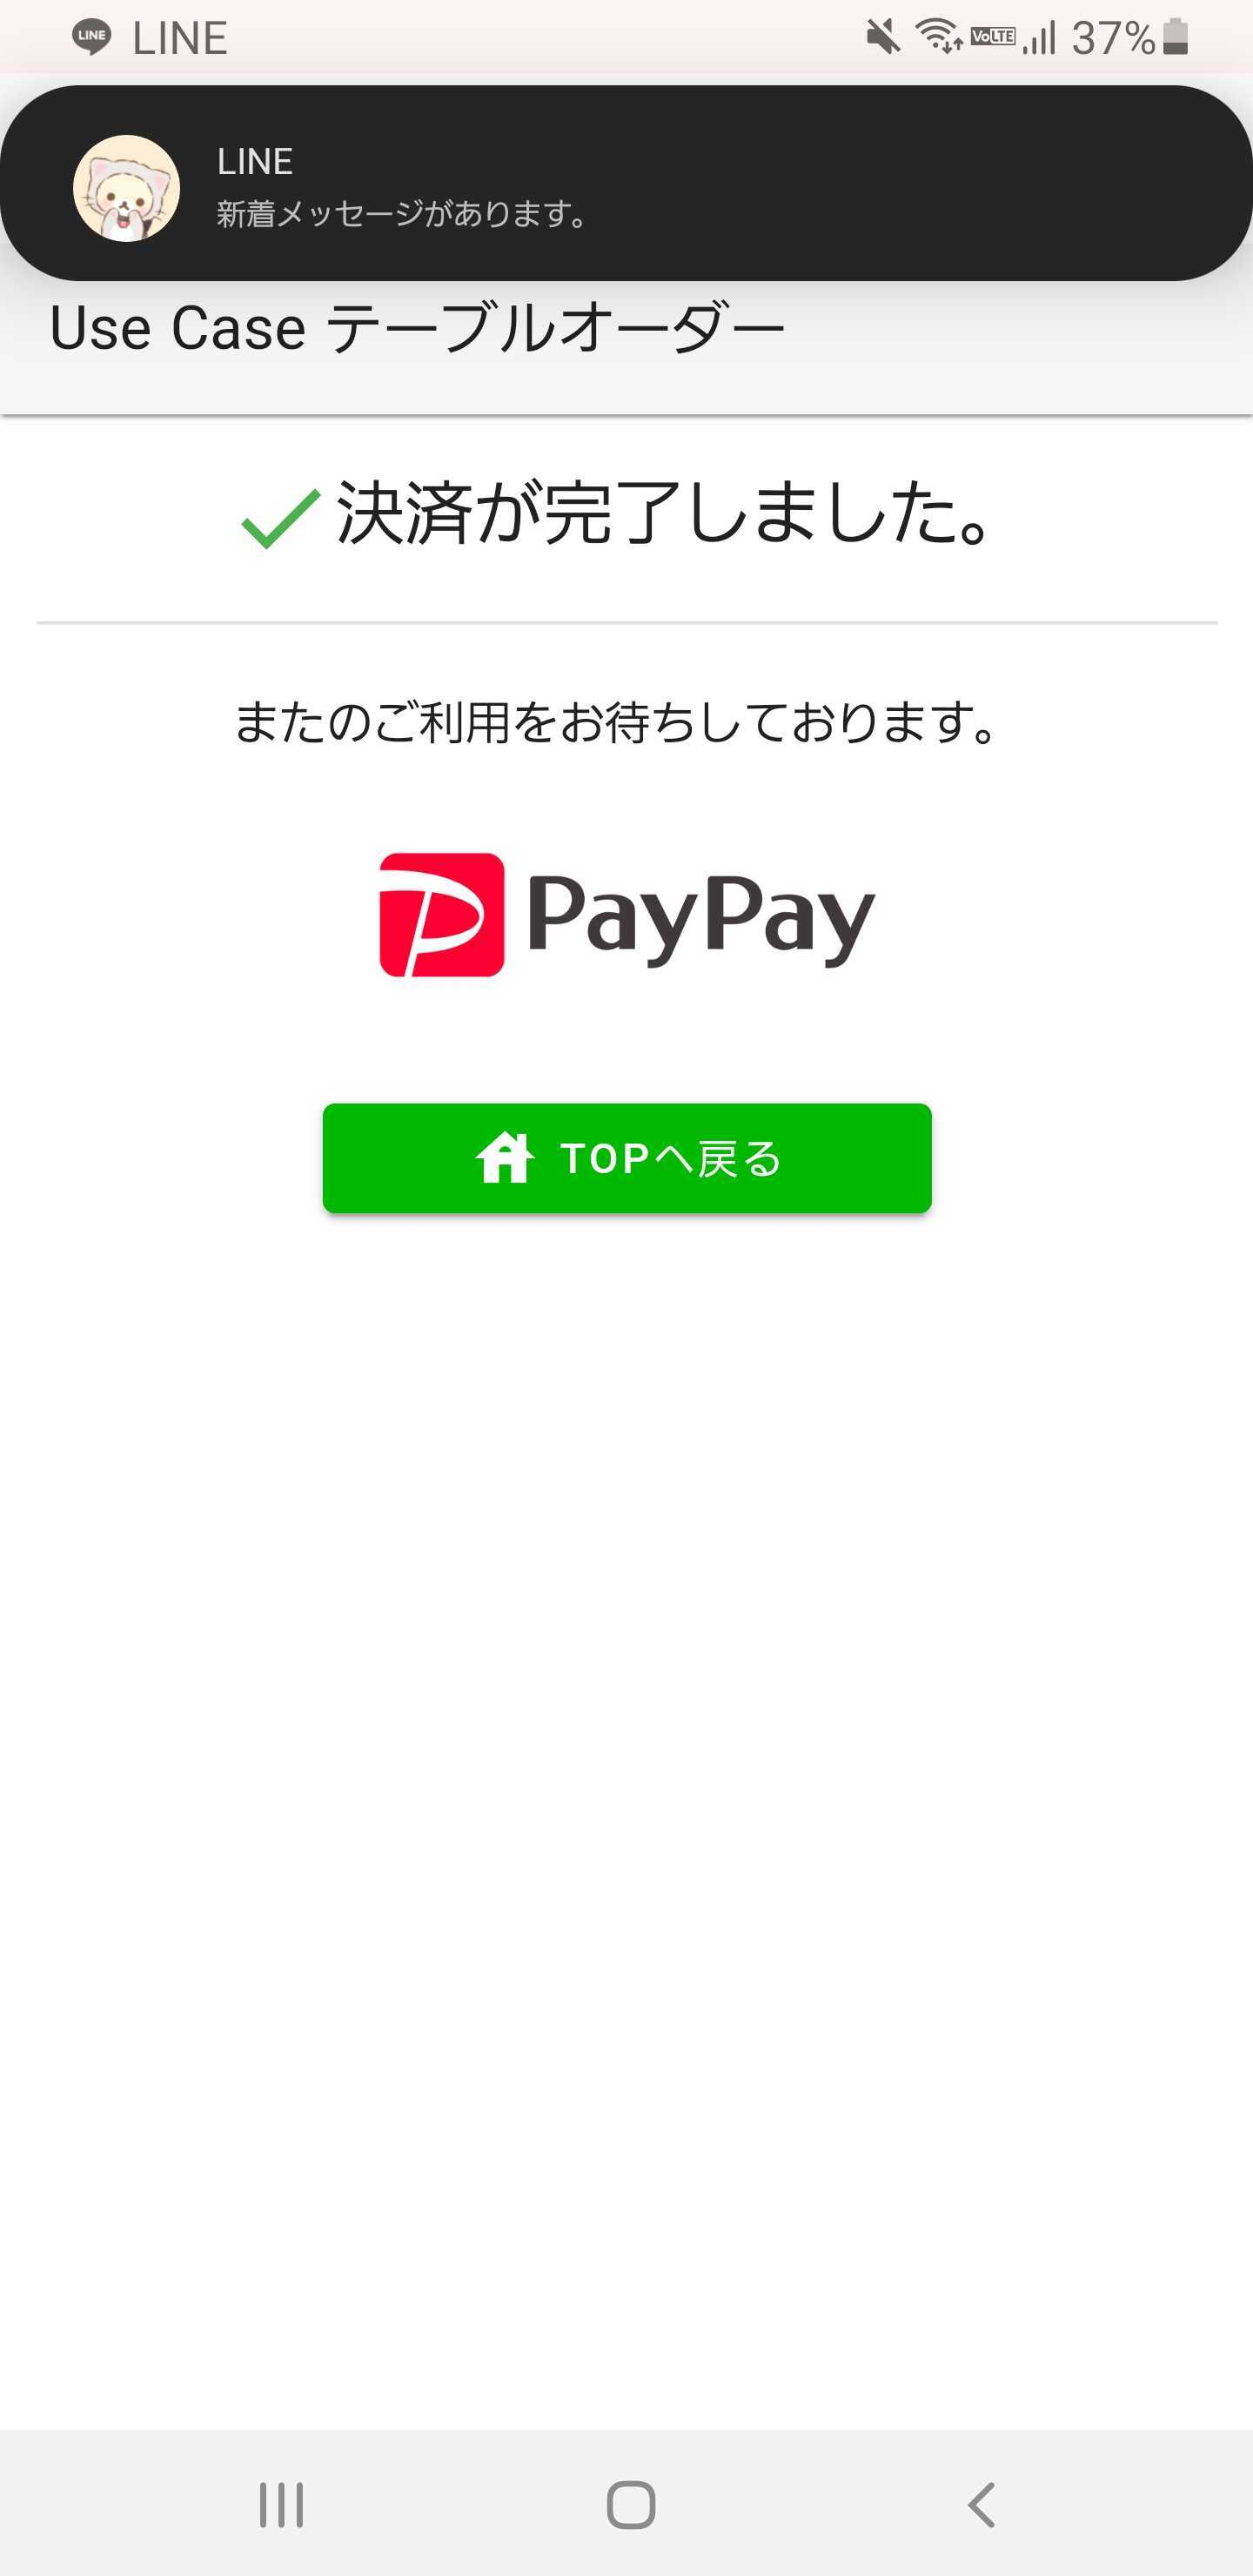 LINE LINE VoLTE 37%
LINE
新着メッセージがあります。
Use Case テーブルオーダー
決済が完了しました。
またのご利用をお待ちしております。
PayPay
TOPへ戻る